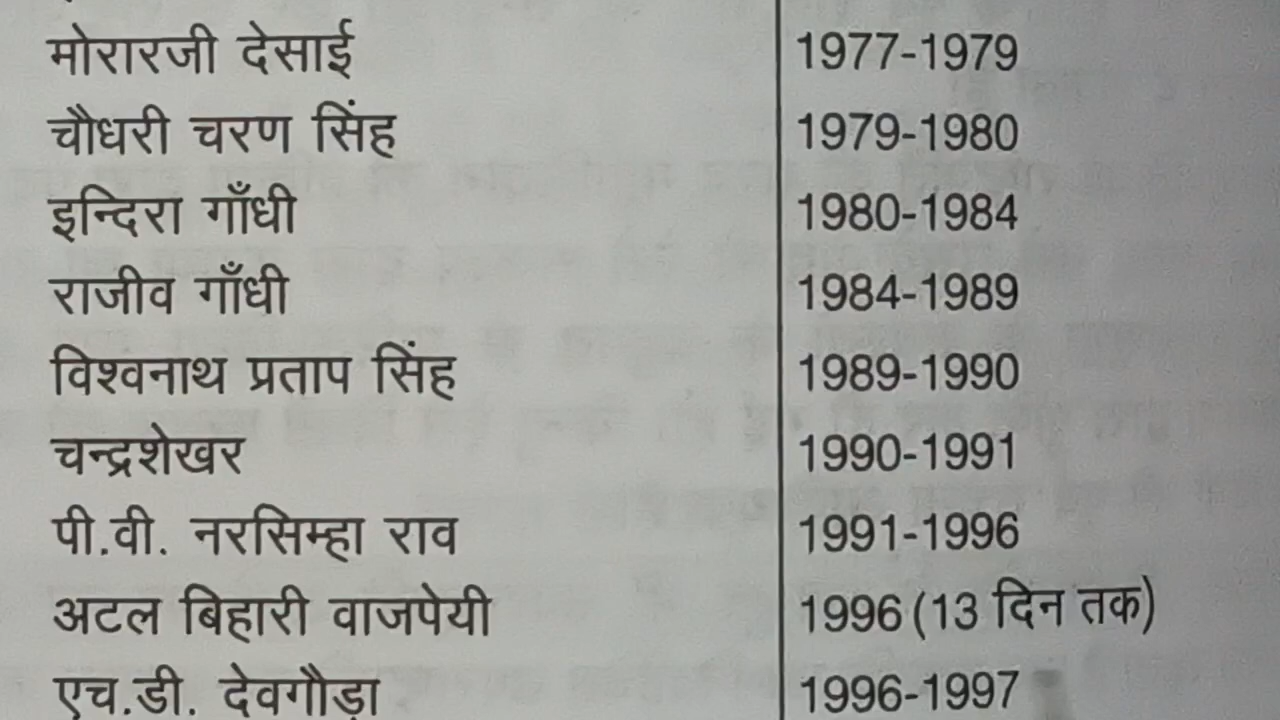 मोरारजी देसाई 1977-1979
चौधरी चरण सिंह 1979-1980
इन्दिरा गाँधी 1980-1984
राजीव गाँधी 1984-1989
विश्वनाथ प्रताप सिंह 1989-1990
चन्द्रशेखर 1990-1991
पी.वी. नरसिम्हा राव 1991-1996
अटल बिहारी वाजपेयी 1996 (13 दिन तक)
एच.डी. देवगौड़ा 1996-1997